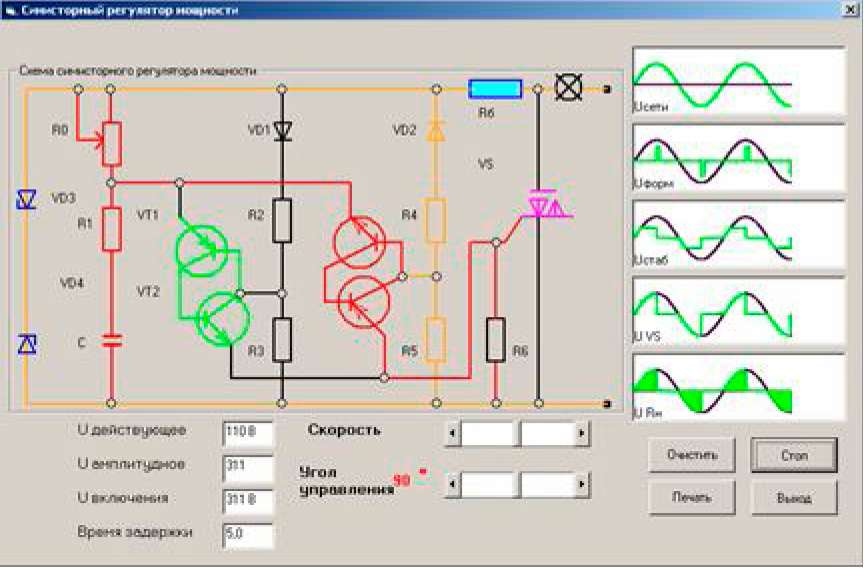 Симисторный регулятор мощности
Схема симисторного регулятора мощности
R0
VD1
VD2
R6
VS
VD3
R1
VT1
R2
R4
VD4
VT2
C
R3
R5
R6
Uсети
Uформ
Uстаб
U VS
U Rн
U действующее 110 В
U амплитудное 311
U включения 311 В
Время задержки 5,0
Скорость
Угол управления 90 °
Очистить
Стоп
Печать
Выход